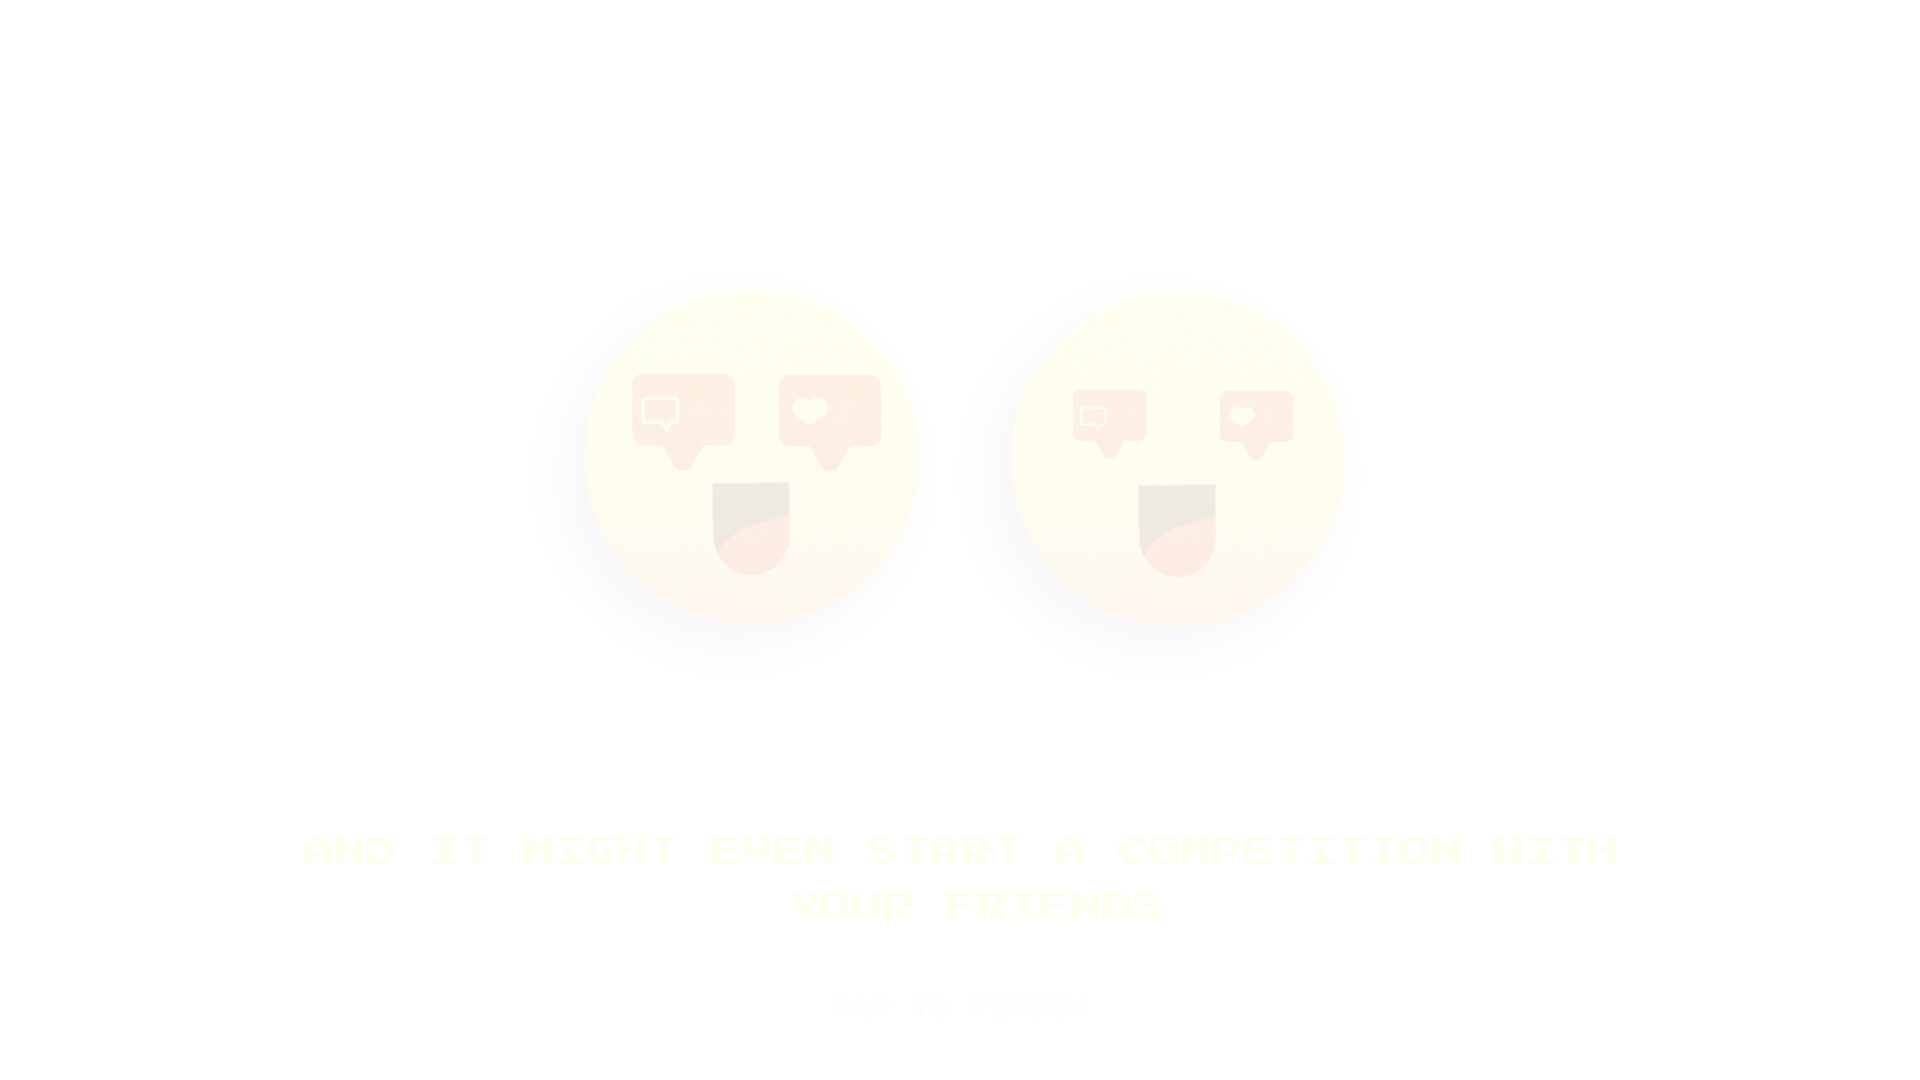 AND IT MIGHT EVEN START A COMPETITION WITH
YOUR FRIENDS
TAP TO FINISH